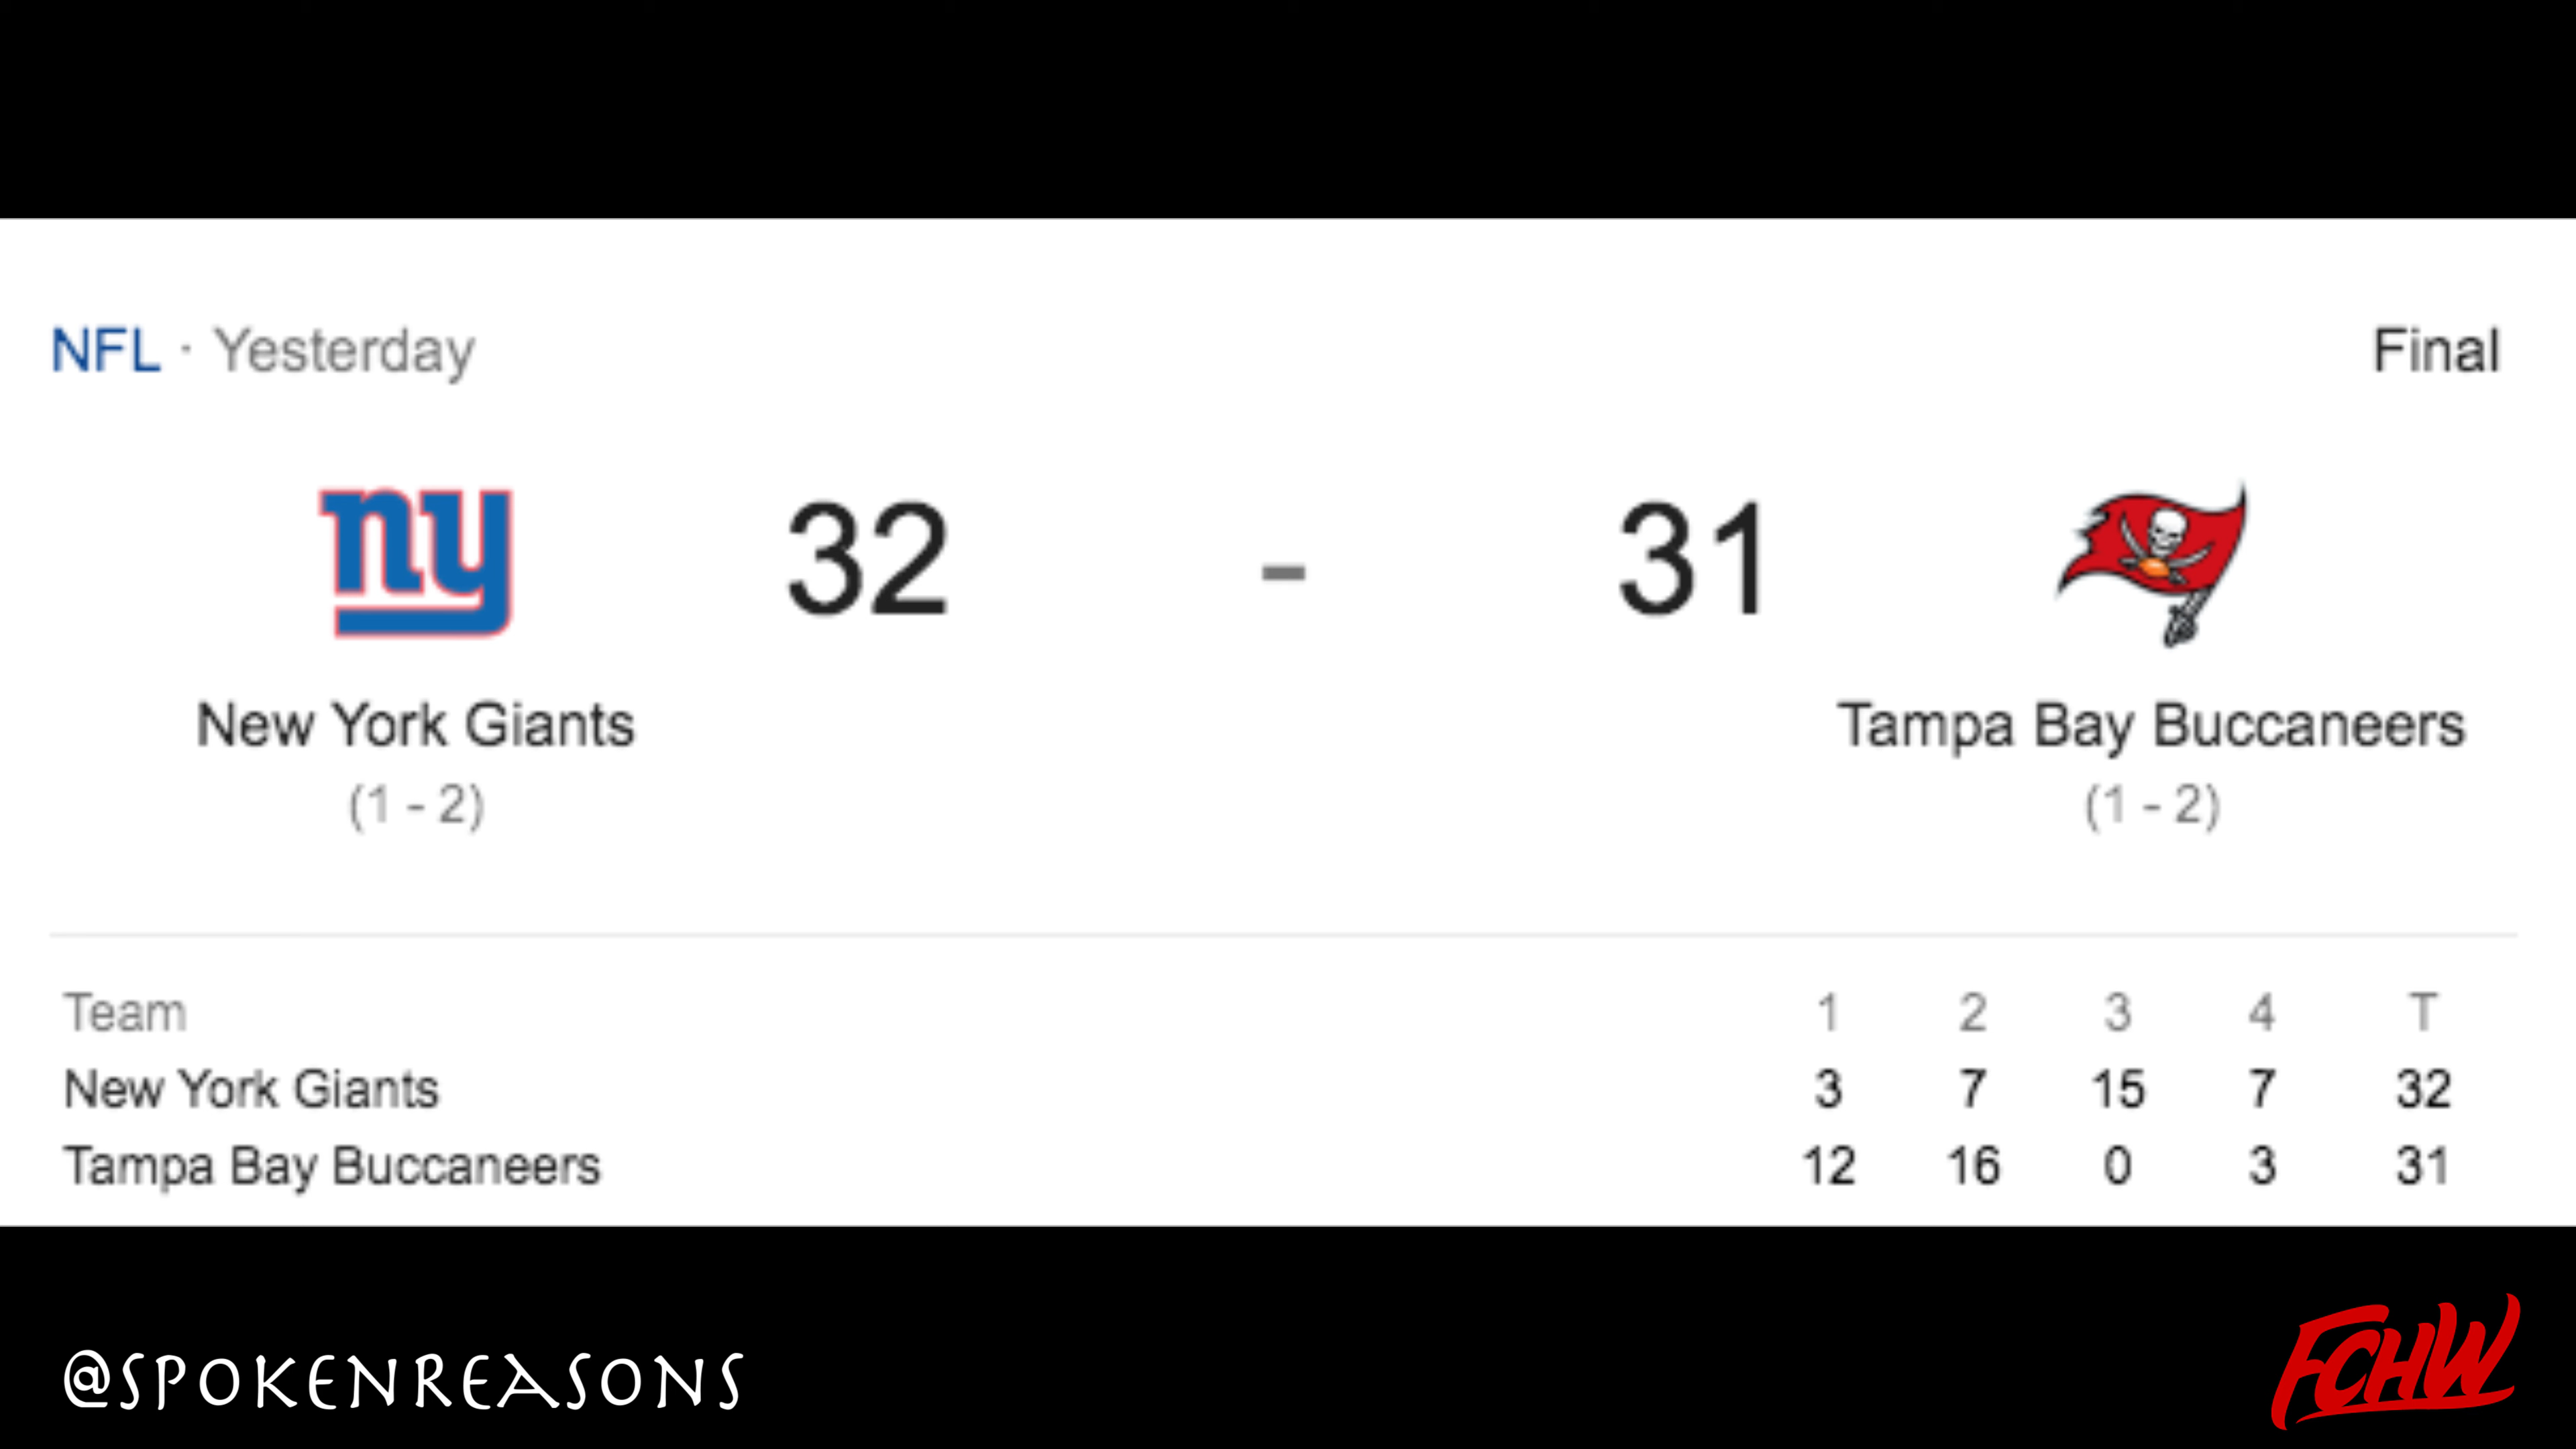 NFL · Yesterday Final
ny 32 - 31
New York Giants Tampa Bay Buccaneers
(1 - 2) (1 - 2)
Team 1 2 3 4 T
New York Giants 3 7 15 7 32
Tampa Bay Buccaneers 12 16 0 3 31
@SPOKENREASONS FCHW